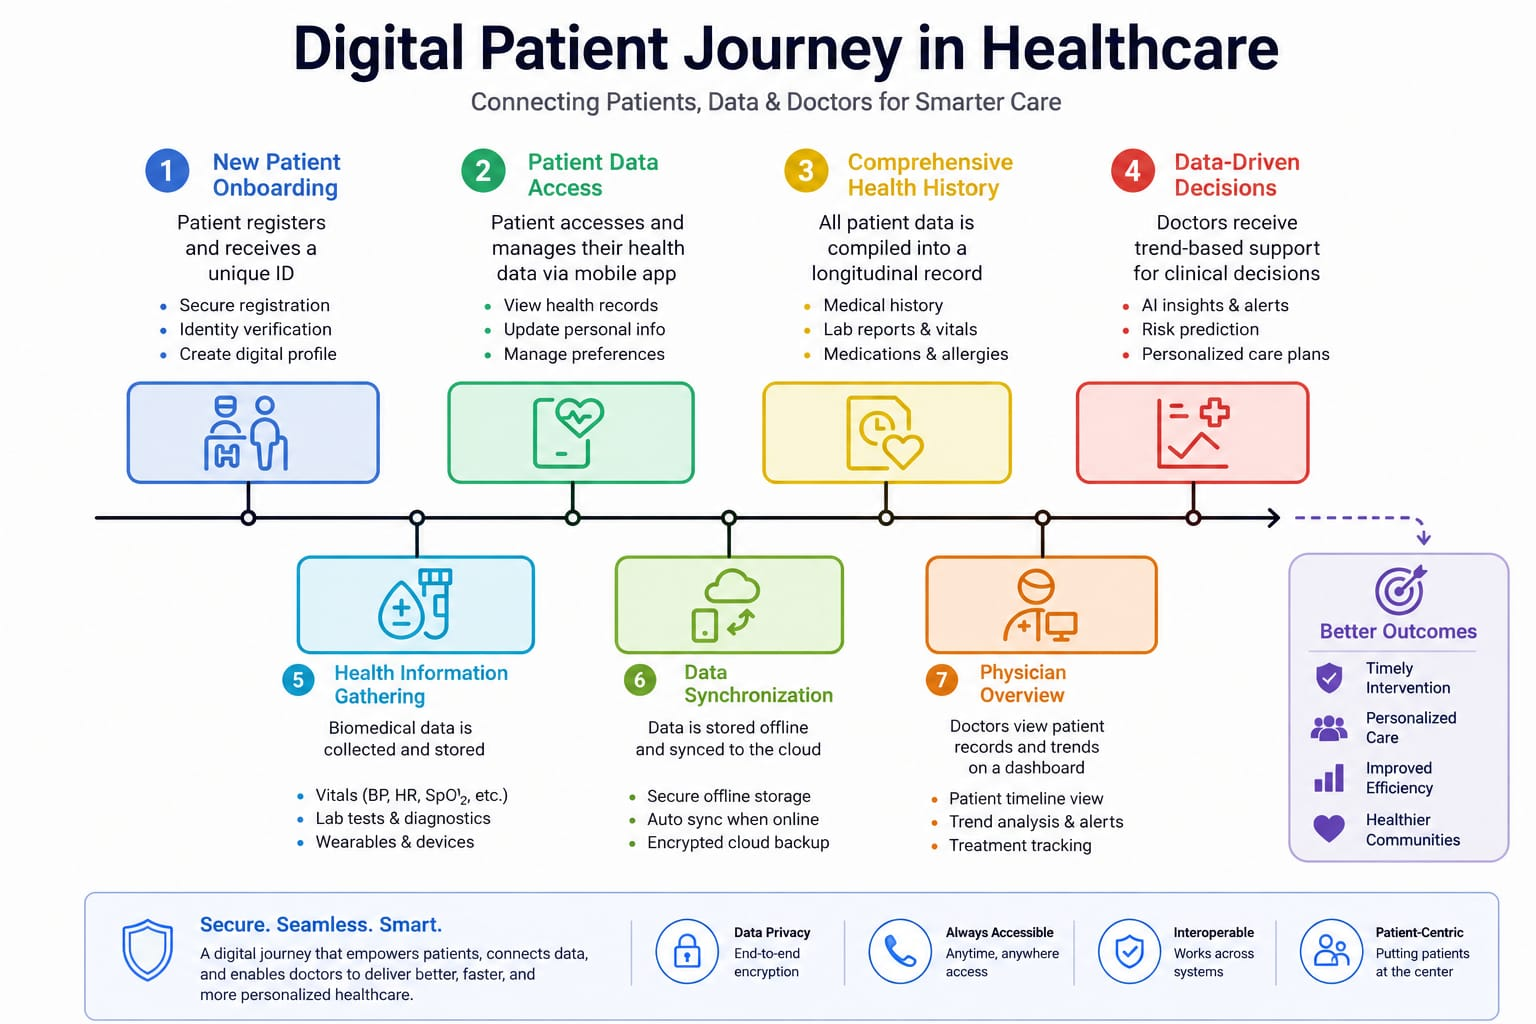 Digital Patient Journey in Healthcare
Connecting Patients, Data & Doctors for Smarter Care
1
New Patient
Onboarding
Patient registers
and receives a
unique ID
• Secure registration
• Identity verification
• Create digital profile
2
Patient Data
Access
Patient accesses and
manages their health
data via mobile app
• View health records
• Update personal info
• Manage preferences
3
Comprehensive
Health History
All patient data is
compiled into a
longitudinal record
• Medical history
• Lab reports & vitals
• Medications & allergies
4
Data-Driven
Decisions
Doctors receive
trend-based support
for clinical decisions
• AI insights & alerts
• Risk prediction
• Personalized care plans
5
Health Information
Gathering
Biomedical data is
collected and stored
• Vitals (BP, HR, SpO¹₂, etc.)
• Lab tests & diagnostics
• Wearables & devices
6
Data
Synchronization
Data is stored offline
and synced to the cloud
• Secure offline storage
• Auto sync when online
• Encrypted cloud backup
7
Physician
Overview
Doctors view patient
records and trends
on a dashboard
• Patient timeline view
• Trend analysis & alerts
• Treatment tracking
Better Outcomes
Timely
Intervention
Personalized
Care
Improved
Efficiency
Healthier
Communities
Secure. Seamless. Smart.
A digital journey that empowers patients, connects data,
and enables doctors to deliver better, faster, and
more personalized healthcare.
Data Privacy
End-to-end
encryption
Always Accessible
Anytime, anywhere
access
Interoperable
Works across
systems
Patient-Centric
Putting patients
at the center